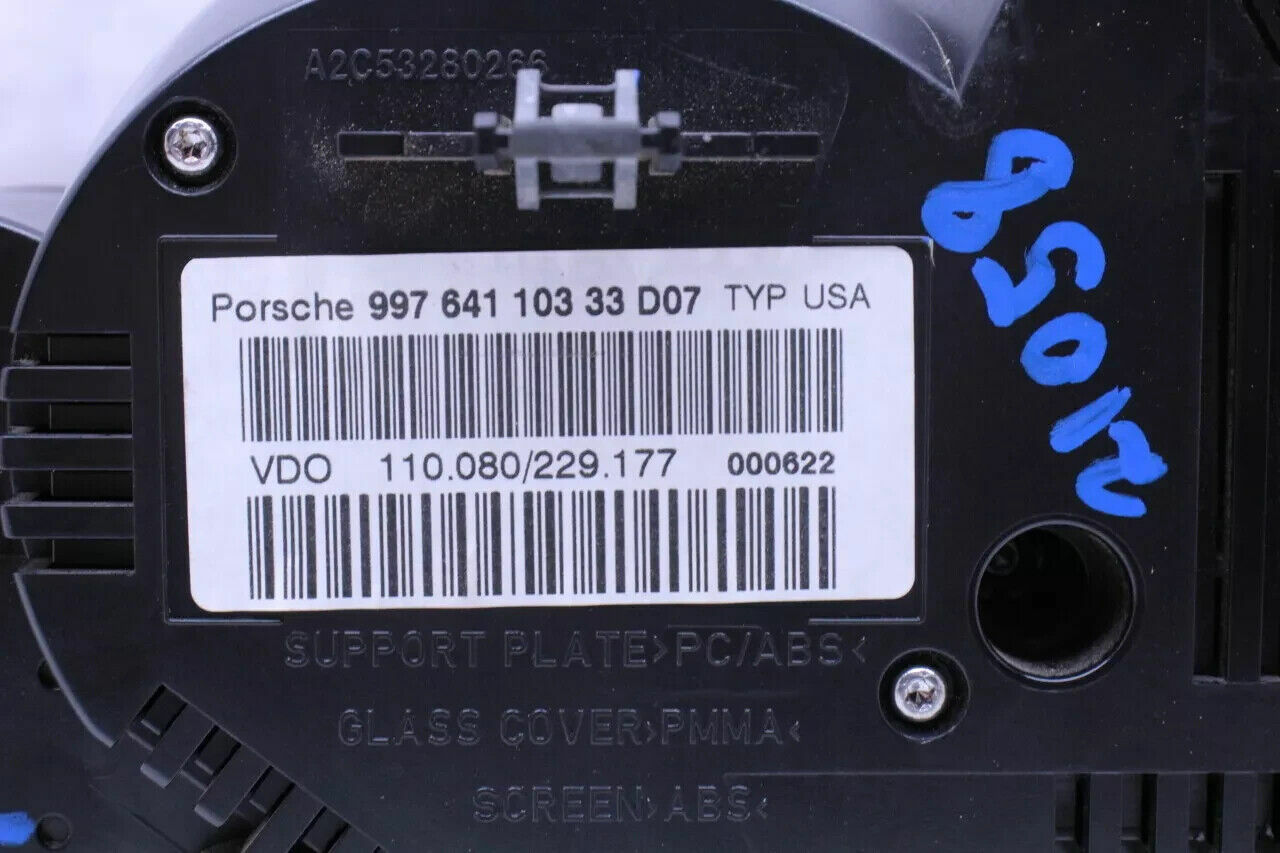 A2C53280266
Porsche 997 641 103 33 D07 TYP USA
VDO 110.080/229.177 000622
SUPPORT PLATE>PC/ABS<
GLASS COVER>PMMA<
SCREEN>ABS<